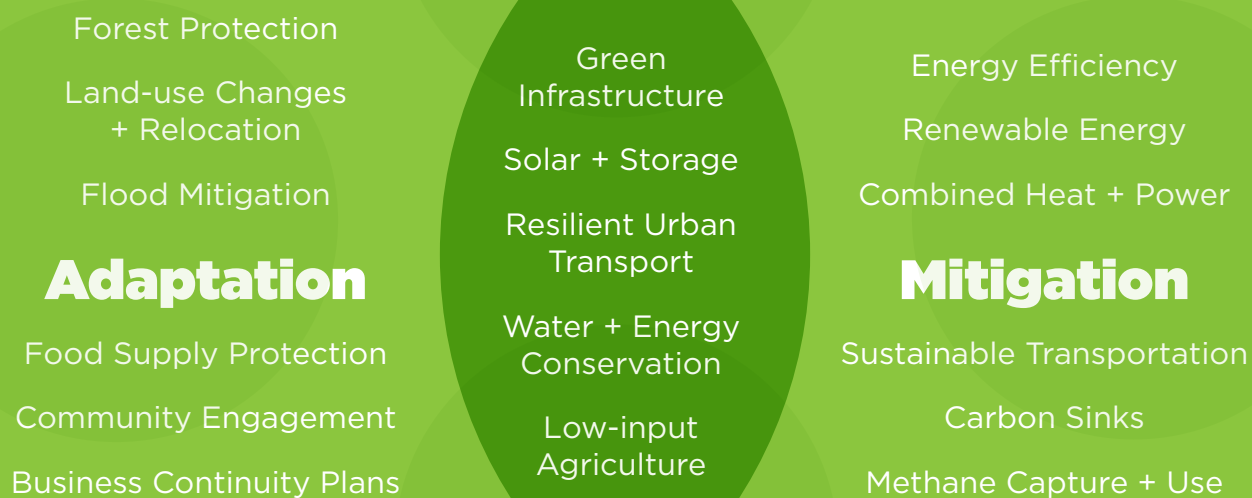 Forest Protection
Land-use Changes
+ Relocation
Flood Mitigation
Adaptation
Food Supply Protection
Community Engagement
Business Continuity Plans
Green
Infrastructure
Solar + Storage
Resilient Urban
Transport
Water + Energy
Conservation
Low-input
Agriculture
Energy Efficiency
Renewable Energy
Combined Heat + Power
Mitigation
Sustainable Transportation
Carbon Sinks
Methane Capture + Use